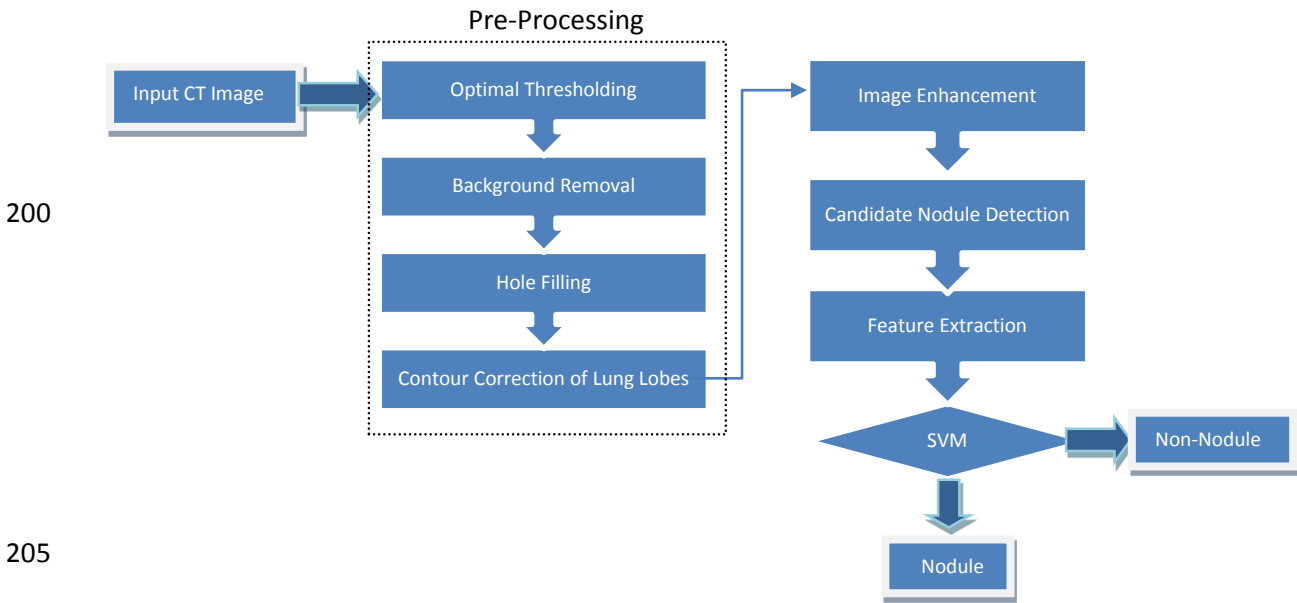 Pre-Processing
Input CT Image
Optimal Thresholding
Background Removal
Hole Filling
Contour Correction of Lung Lobes
Image Enhancement
Candidate Nodule Detection
Feature Extraction
SVM
Non-Nodule
Nodule
200
205